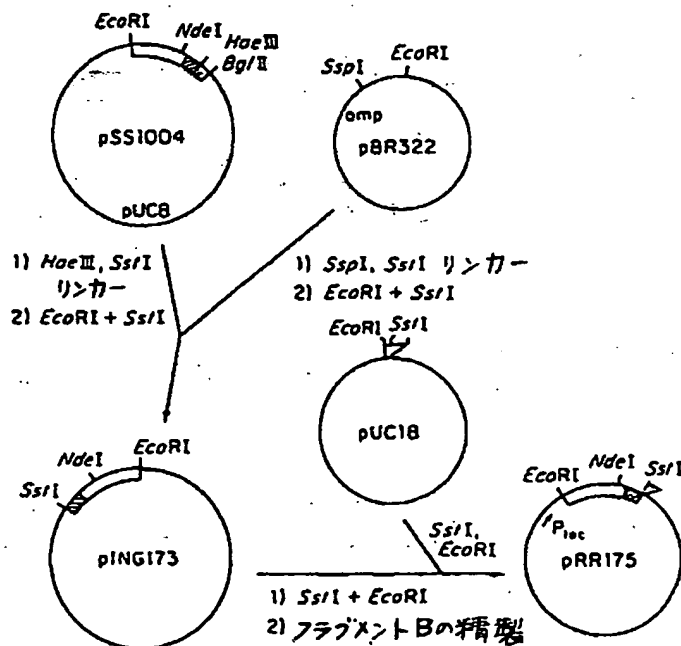 EcoRI
NdeI
HaeIII
BglII
pSS1004
pUC8
SspI
EcoRI
amp
pBR322
1) HaeIII, SstI
リンカー
2) EcoRI + SstI
1) SspI, SstI リンカー
2) EcoRI + SstI
EcoRI SstI
pUC18
EcoRI
NdeI
SstI
pING173
SstI,
EcoRI
1) SstI + EcoRI
2) フラグメントBの精製
EcoRI
NdeI
SstI
Plac
pRR175